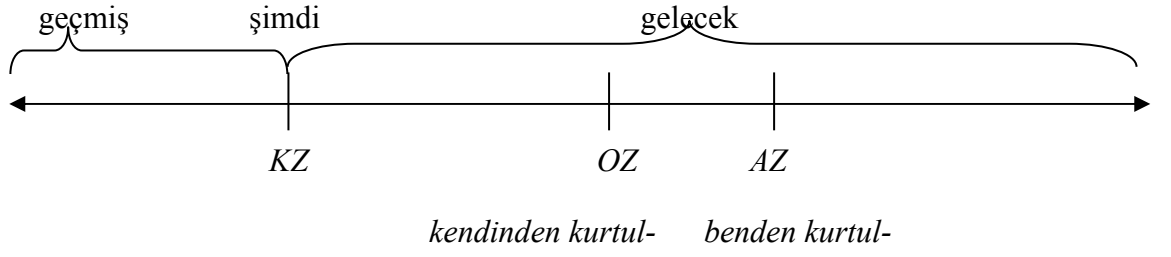 geçmiş şimdi gelecek
KZ OZ AZ
kendinden kurtul- benden kurtul-